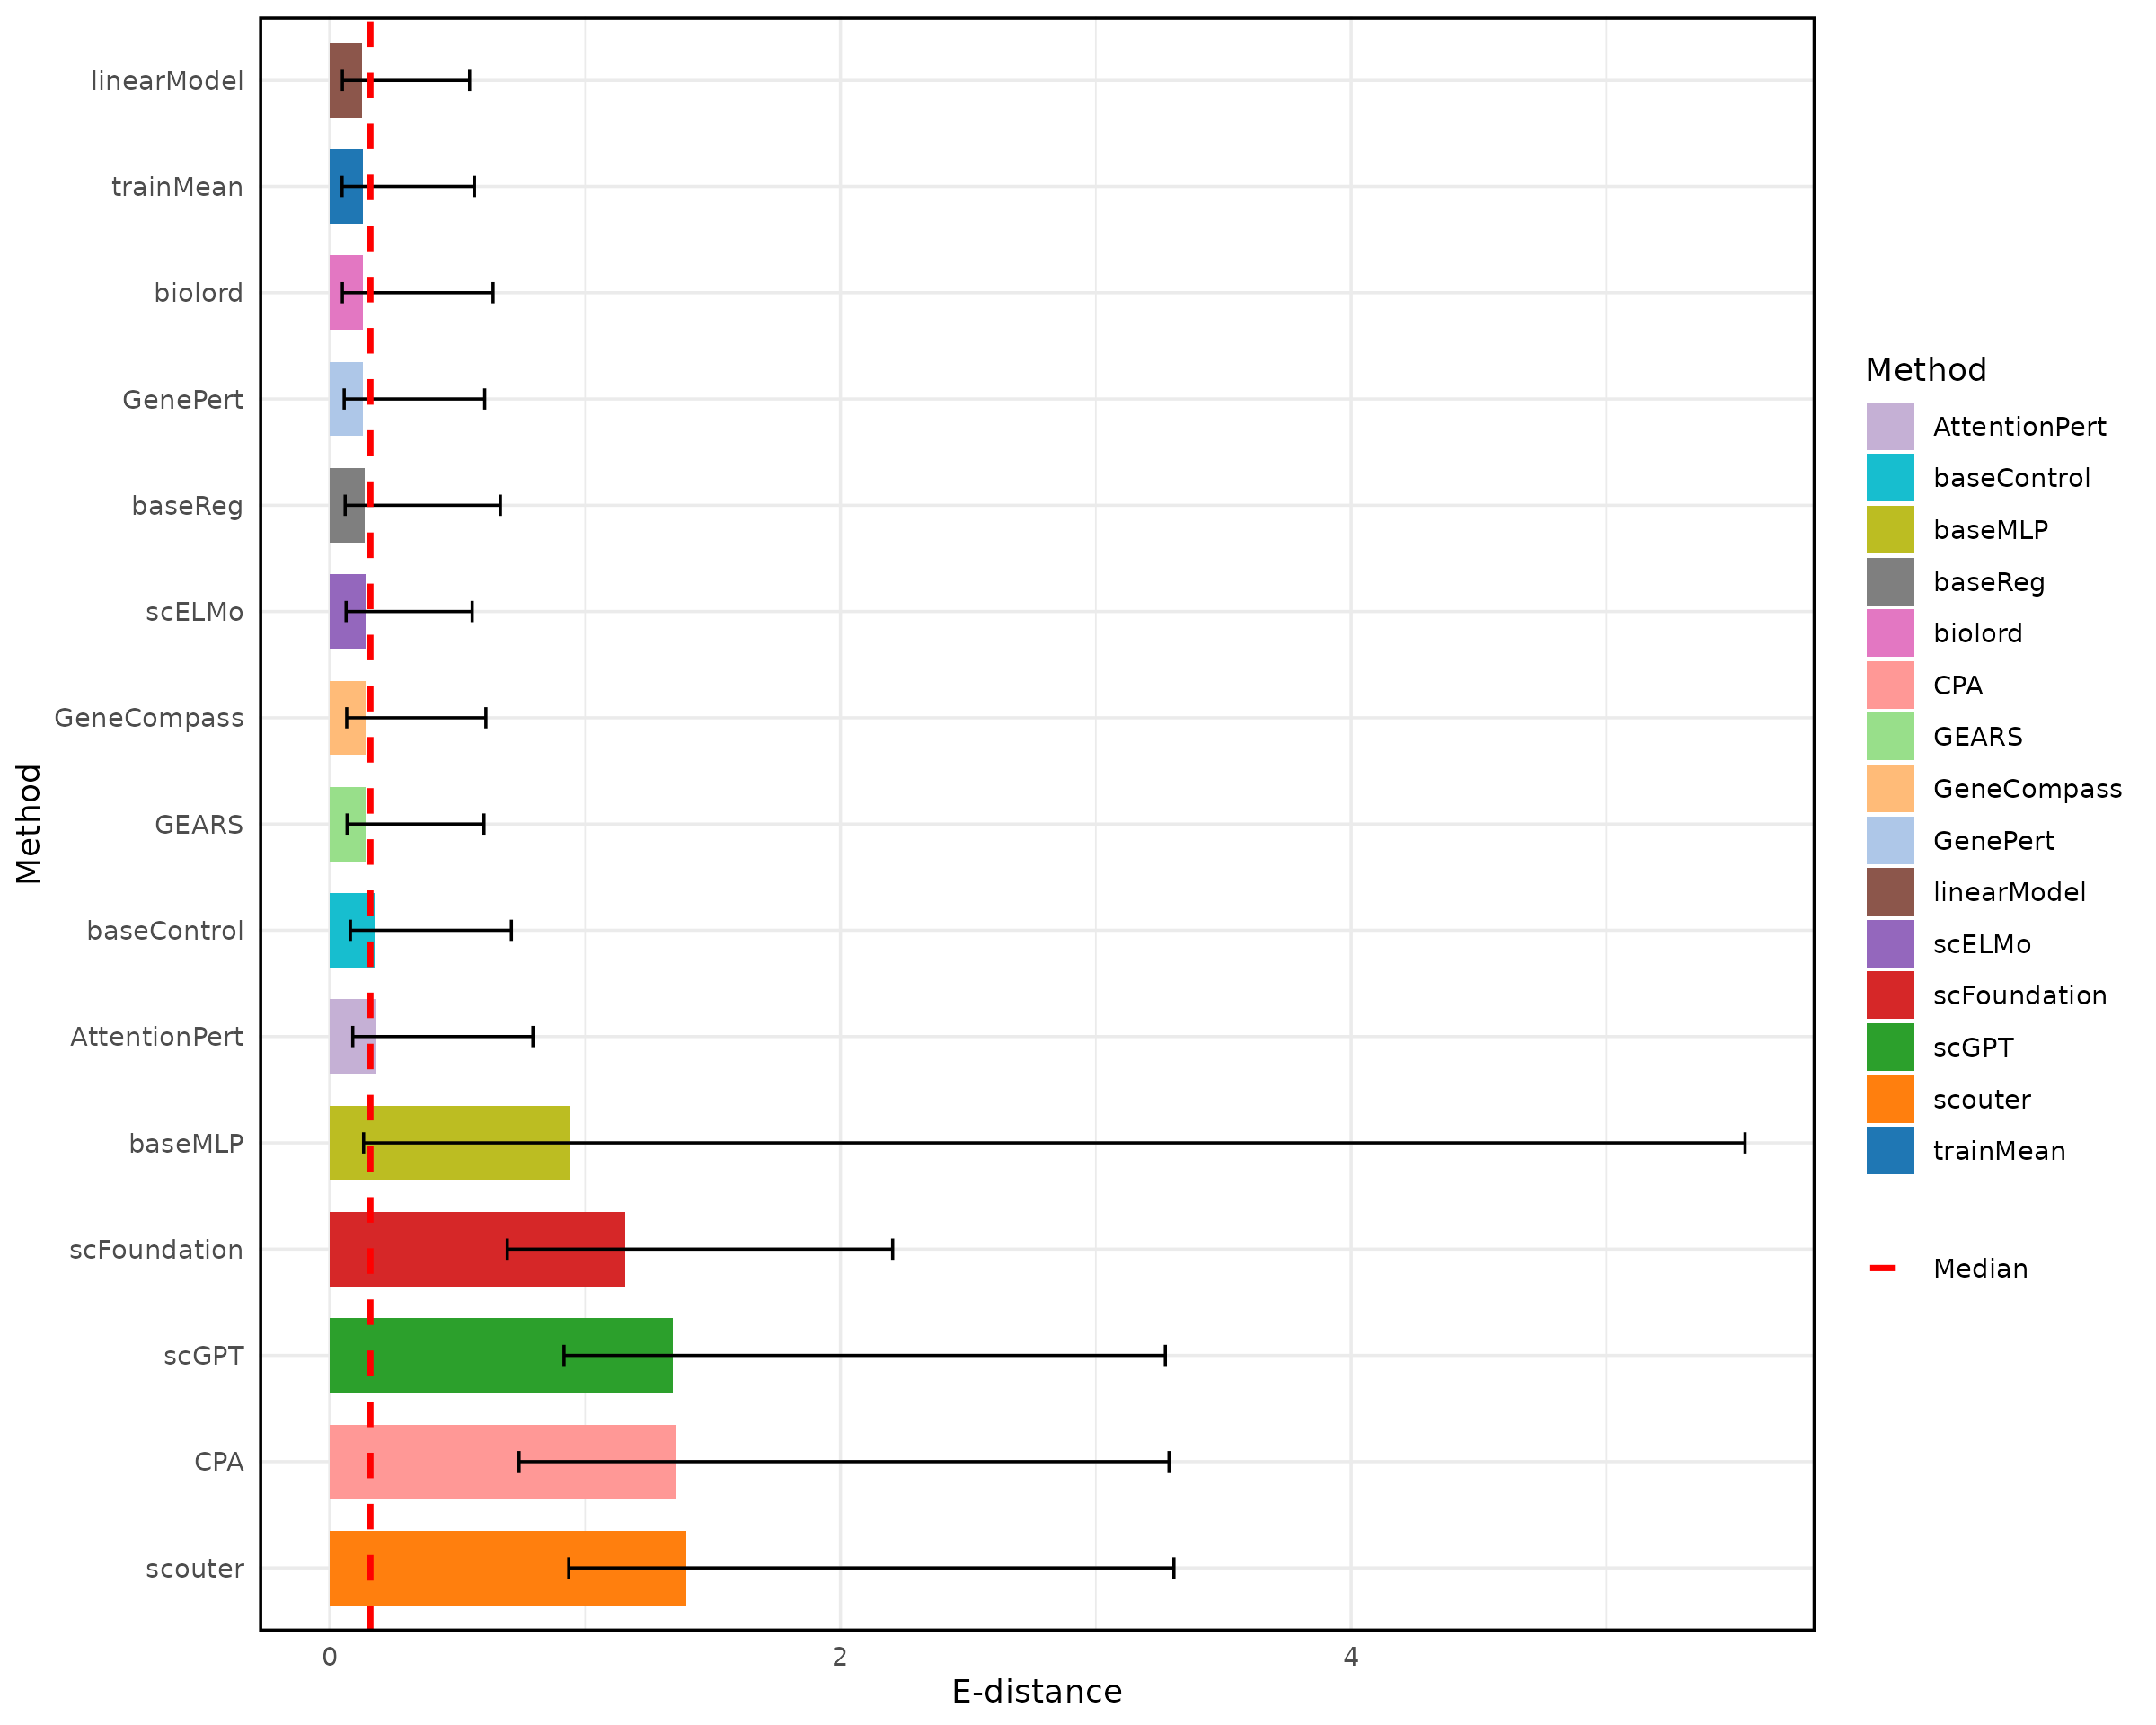 linearModel
trainMean
biolord
GenePert
baseReg
scELMo
GeneCompass
GEARS
baseControl
AttentionPert
baseMLP
scFoundation
scGPT
CPA
scouter
Method
0 2 4
E-distance
Method
AttentionPert
baseControl
baseMLP
baseReg
biolord
CPA
GEARS
GeneCompass
GenePert
linearModel
scELMo
scFoundation
scGPT
scouter
trainMean
Median